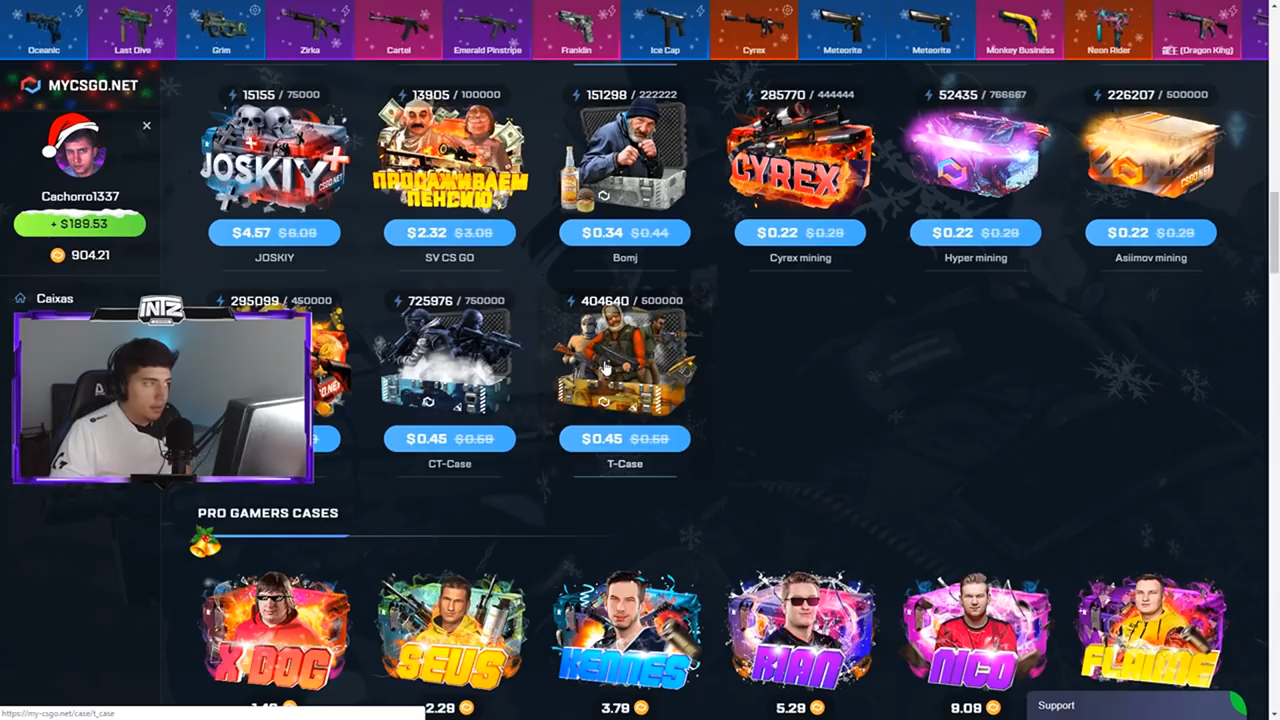 Oceanic
Last Dive
Grim
Zirka
Cartel
Emerald Pinstripe
Franklin
Ice Cap
Cyrex
Meteorite
Meteorite
Monkey Business
Neon Rider
(Dragon King)
MYCSGO.NET
Cachorro1337
+ $189.53
904.21
Caixas
INTZ
15155 / 75000
13905 / 100000
151298 / 222222
285770 / 444444
52435 / 766667
226207 / 500000
JOSKIY+
ПРОДАЖИВАЕМ
ПЕНСИЮ
CYREX
$4.57 $6.09
$2.32 $3.09
$0.34 $0.44
$0.22 $0.29
$0.22 $0.29
$0.22 $0.29
JOSKIY
SV CS GO
Bomj
Cyrex mining
Hyper mining
Asiimov mining
295099 / 450000
725976 / 750000
404640 / 500000
$0.45 $0.59
$0.45 $0.59
CT-Case
T-Case
PRO GAMERS CASES
X DOG
SEUS
KENNES
RIAN
NICO
FLAIME
2.29
3.79
5.29
9.09
Support
https://my-csgo.net/case/t_case